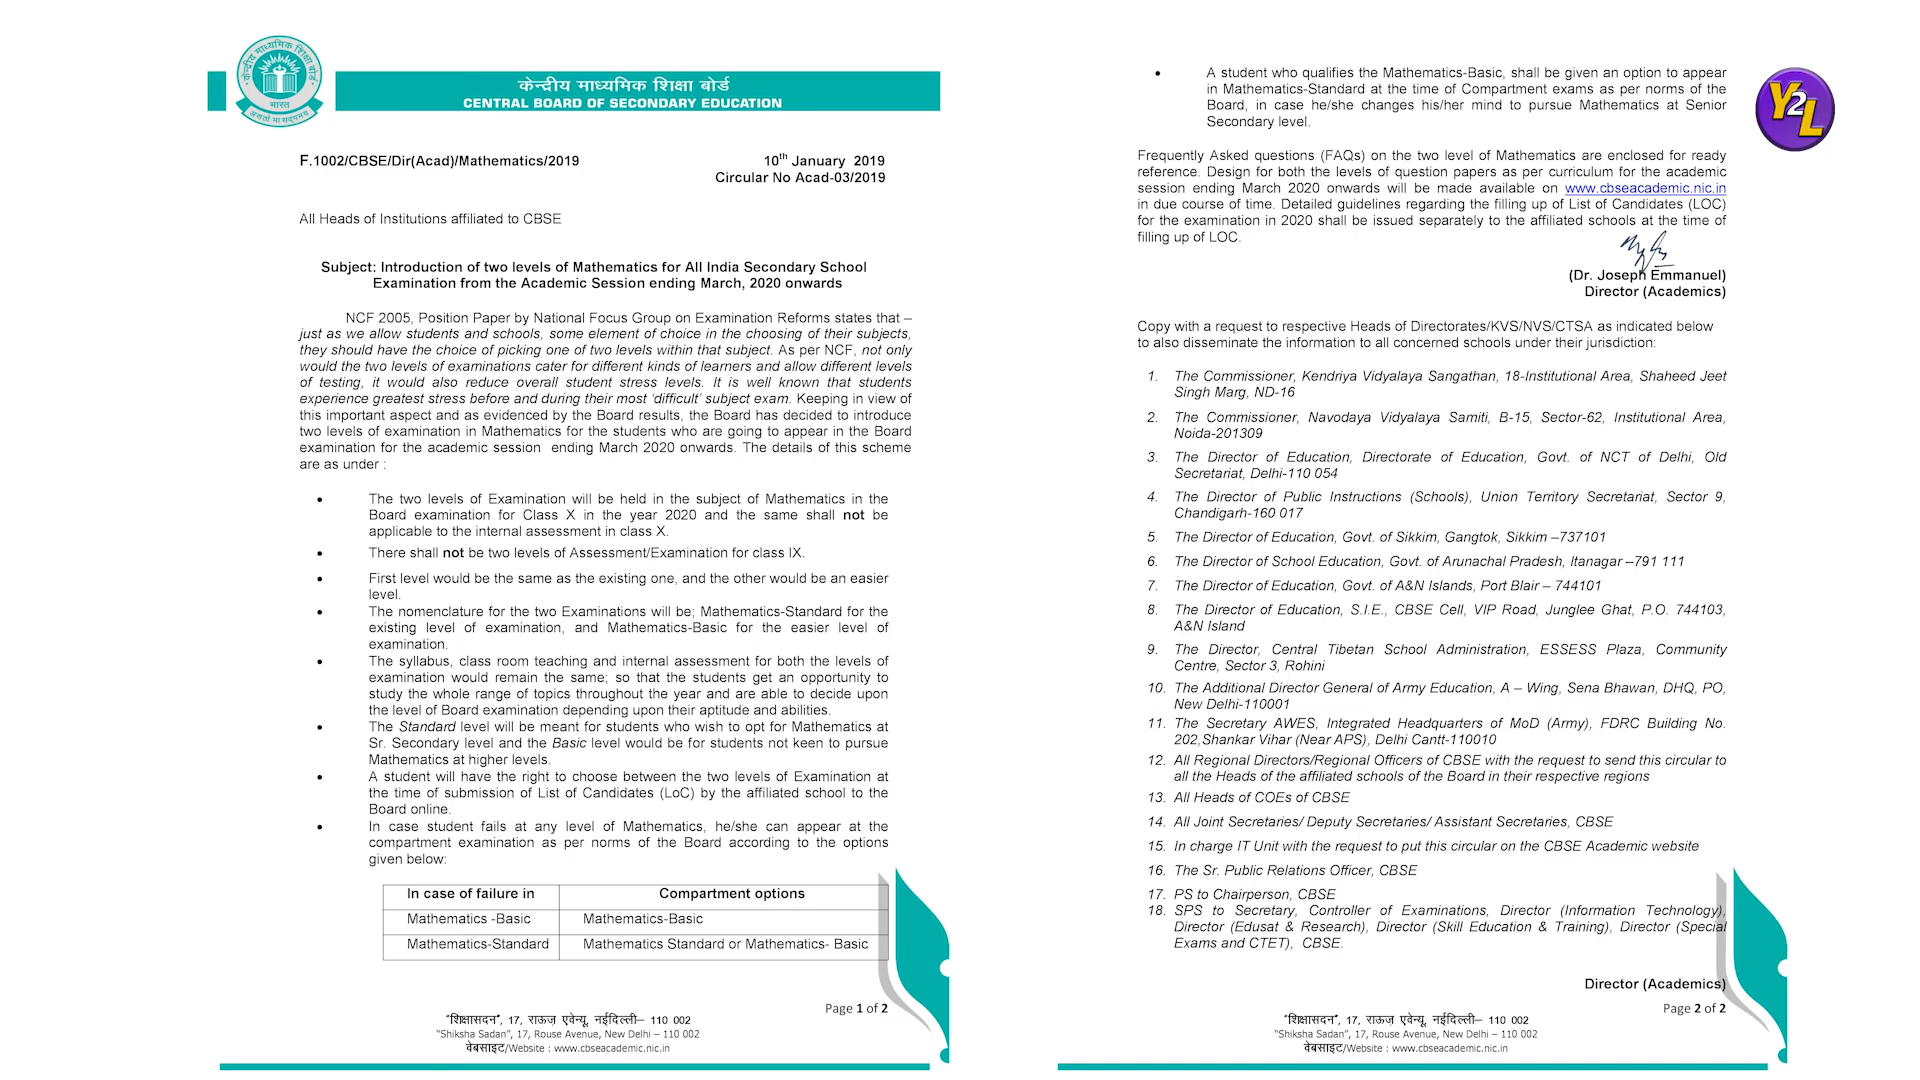 केन्द्रीय माध्यमिक शिक्षा बोर्ड
भारत
असतो मा सद्गमय
केन्द्रीय माध्यमिक शिक्षा बोर्ड
CENTRAL BOARD OF SECONDARY EDUCATION
F.1002/CBSE/Dir(Acad)/Mathematics/2019
10th January 2019
Circular No Acad-03/2019
All Heads of Institutions affiliated to CBSE
Subject: Introduction of two levels of Mathematics for All India Secondary School
Examination from the Academic Session ending March, 2020 onwards
NCF 2005, Position Paper by National Focus Group on Examination Reforms states that –
just as we allow students and schools, some element of choice in the choosing of their subjects,
they should have the choice of picking one of two levels within that subject. As per NCF, not only
would the two levels of examinations cater for different kinds of learners and allow different levels
of testing, it would also reduce overall student stress levels. It is well known that students
experience greatest stress before and during their most ‘difficult’ subject exam. Keeping in view of
this important aspect and as evidenced by the Board results, the Board has decided to introduce
two levels of examination in Mathematics for the students who are going to appear in the Board
examination for the academic session ending March 2020 onwards. The details of this scheme
are as under :
• The two levels of Examination will be held in the subject of Mathematics in the
Board examination for Class X in the year 2020 and the same shall not be
applicable to the internal assessment in class X.
• There shall not be two levels of Assessment/Examination for class IX.
• First level would be the same as the existing one, and the other would be an easier
level.
• The nomenclature for the two Examinations will be; Mathematics-Standard for the
existing level of examination, and Mathematics-Basic for the easier level of
examination.
• The syllabus, class room teaching and internal assessment for both the levels of
examination would remain the same; so that the students get an opportunity to
study the whole range of topics throughout the year and are able to decide upon
the level of Board examination depending upon their aptitude and abilities.
• The Standard level will be meant for students who wish to opt for Mathematics at
Sr. Secondary level and the Basic level would be for students not keen to pursue
Mathematics at higher levels.
• A student will have the right to choose between the two levels of Examination at
the time of submission of List of Candidates (LoC) by the affiliated school to the
Board online.
• In case student fails at any level of Mathematics, he/she can appear at the
compartment examination as per norms of the Board according to the options
given below:
In case of failure in Compartment options
Mathematics -Basic Mathematics-Basic
Mathematics-Standard Mathematics Standard or Mathematics- Basic
Page 1 of 2
“शिक्षासदन”, 17, राऊज़ एवेन्यू, नईदिल्ली– 110 002
“Shiksha Sadan”, 17, Rouse Avenue, New Delhi – 110 002
वेबसाइट/Website : www.cbseacademic.nic.in
• A student who qualifies the Mathematics-Basic, shall be given an option to appear
in Mathematics-Standard at the time of Compartment exams as per norms of the
Board, in case he/she changes his/her mind to pursue Mathematics at Senior
Secondary level.
Frequently Asked questions (FAQs) on the two level of Mathematics are enclosed for ready
reference. Design for both the levels of question papers as per curriculum for the academic
session ending March 2020 onwards will be made available on www.cbseacademic.nic.in
in due course of time. Detailed guidelines regarding the filling up of List of Candidates (LOC)
for the examination in 2020 shall be issued separately to the affiliated schools at the time of
filling up of LOC.
(Dr. Joseph Emmanuel)
Director (Academics)
Copy with a request to respective Heads of Directorates/KVS/NVS/CTSA as indicated below
to also disseminate the information to all concerned schools under their jurisdiction:
1. The Commissioner, Kendriya Vidyalaya Sangathan, 18-Institutional Area, Shaheed Jeet
Singh Marg, ND-16
2. The Commissioner, Navodaya Vidyalaya Samiti, B-15, Sector-62, Institutional Area,
Noida-201309
3. The Director of Education, Directorate of Education, Govt. of NCT of Delhi, Old
Secretariat, Delhi-110 054
4. The Director of Public Instructions (Schools), Union Territory Secretariat, Sector 9,
Chandigarh-160 017
5. The Director of Education, Govt. of Sikkim, Gangtok, Sikkim –737101
6. The Director of School Education, Govt. of Arunachal Pradesh, Itanagar –791 111
7. The Director of Education, Govt. of A&N Islands, Port Blair – 744101
8. The Director of Education, S.I.E., CBSE Cell, VIP Road, Junglee Ghat, P.O. 744103,
A&N Island
9. The Director, Central Tibetan School Administration, ESSESS Plaza, Community
Centre, Sector 3, Rohini
10. The Additional Director General of Army Education, A – Wing, Sena Bhawan, DHQ, PO,
New Delhi-110001
11. The Secretary AWES, Integrated Headquarters of MoD (Army), FDRC Building No.
202,Shankar Vihar (Near APS), Delhi Cantt-110010
12. All Regional Directors/Regional Officers of CBSE with the request to send this circular to
all the Heads of the affiliated schools of the Board in their respective regions
13. All Heads of COEs of CBSE
14. All Joint Secretaries/ Deputy Secretaries/ Assistant Secretaries, CBSE
15. In charge IT Unit with the request to put this circular on the CBSE Academic website
16. The Sr. Public Relations Officer, CBSE
17. PS to Chairperson, CBSE
18. SPS to Secretary, Controller of Examinations, Director (Information Technology),
Director (Edusat & Research), Director (Skill Education & Training), Director (Special
Exams and CTET), CBSE.
Director (Academics)
Page 2 of 2
“शिक्षासदन”, 17, राऊज़ एवेन्यू, नईदिल्ली– 110 002
“Shiksha Sadan”, 17, Rouse Avenue, New Delhi – 110 002
वेबसाइट/Website : www.cbseacademic.nic.in
Y2L